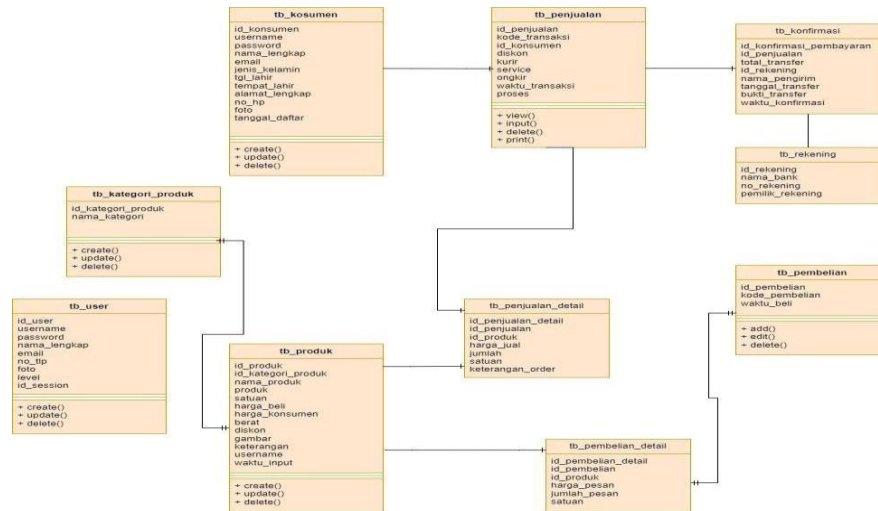 tb_kosumen
id_konsumen
username
password
nama_lengkap
email
jenis_kelamin
tgl_lahir
tempat_lahir
alamat_lengkap
no_hp
foto
tanggal_daftar
+ create()
+ update()
+ delete()
tb_penjualan
id_penjualan
kode_transaksi
id_konsumen
diskon
kurir
service
ongkir
waktu_transaksi
proses
+ view()
+ input()
+ delete()
+ print()
tb_konfirmasi
id_konfirmasi_pembayaran
id_penjualan
total_transfer
id_rekening
nama_pengirim
tanggal_transfer
bukti_transfer
waktu_konfirmasi
tb_rekening
id_rekening
nama_bank
no_rekening
pemilik_rekening
tb_kategori_produk
id_kategori_produk
nama_kategori
+ create()
+ update()
+ delete()
tb_user
id_user
username
password
nama_lengkap
email
no_tlp
foto
level
id_session
+ create()
+ update()
+ delete()
tb_produk
id_produk
id_kategori_produk
nama_produk
produk
satuan
harga_beli
harga_konsumen
berat
diskon
gambar
keterangan
username
waktu_input
+ create()
+ update()
+ delete()
tb_penjualan_detail
id_penjualan_detail
id_penjualan
id_produk
harga_jual
jumlah
satuan
keterangan_order
tb_pembelian
id_pembelian
kode_pembelian
waktu_beli
+ add()
+ edit()
+ delete()
tb_pembelian_detail
id_pembelian_detail
id_pembelian
id_produk
harga_pesan
jumlah_pesan
satuan